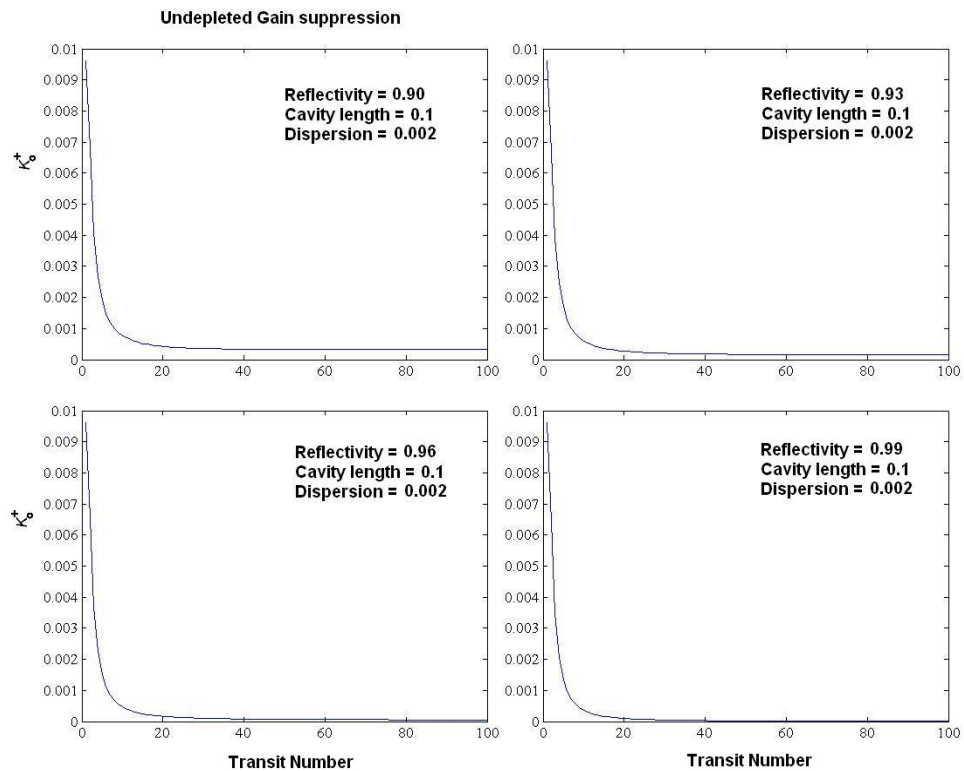 Undepleted Gain suppression
0.01
0.009
0.008
0.007
0.006
0.005
0.004
0.003
0.002
0.001
0
K₀⁺
Reflectivity = 0.90
Cavity length = 0.1
Dispersion = 0.002
0 20 40 60 80 100
0.01
0.009
0.008
0.007
0.006
0.005
0.004
0.003
0.002
0.001
0
Reflectivity = 0.93
Cavity length = 0.1
Dispersion = 0.002
0 20 40 60 80 100
0.01
0.009
0.008
0.007
0.006
0.005
0.004
0.003
0.002
0.001
0
K₀⁺
Reflectivity = 0.96
Cavity length = 0.1
Dispersion = 0.002
0 20 40 60 80 100
Transit Number
0.01
0.009
0.008
0.007
0.006
0.005
0.004
0.003
0.002
0.001
0
Reflectivity = 0.99
Cavity length = 0.1
Dispersion = 0.002
0 20 40 60 80 100
Transit Number